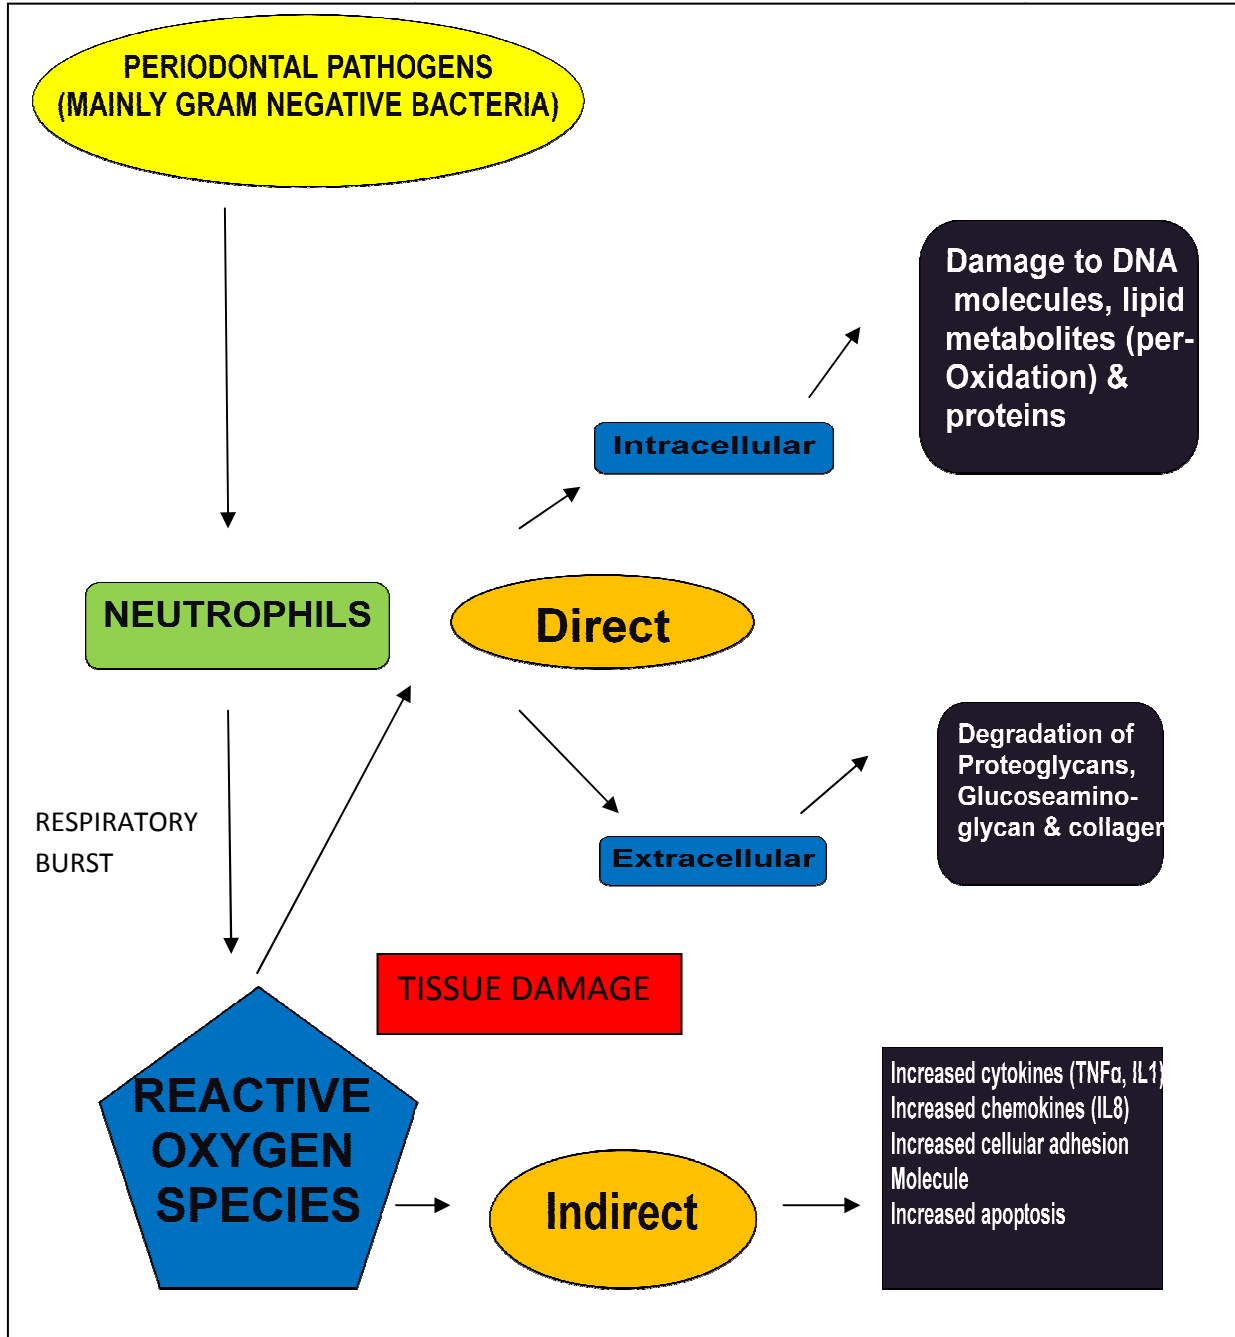 PERIODONTAL PATHOGENS
(MAINLY GRAM NEGATIVE BACTERIA)
Damage to DNA
molecules, lipid
metabolites (per-
Oxidation) &
proteins
Intracellular
NEUTROPHILS
Direct
Degradation of
Proteoglycans,
Glucoseamino-
glycan & collager
RESPIRATORY
BURST
Extracellular
TISSUE DAMAGE
REACTIVE
OXYGEN
SPECIES
Indirect
Increased cytokines (TNFα, IL1)
Increased chemokines (IL8)
Increased cellular adhesion
Molecule
Increased apoptosis